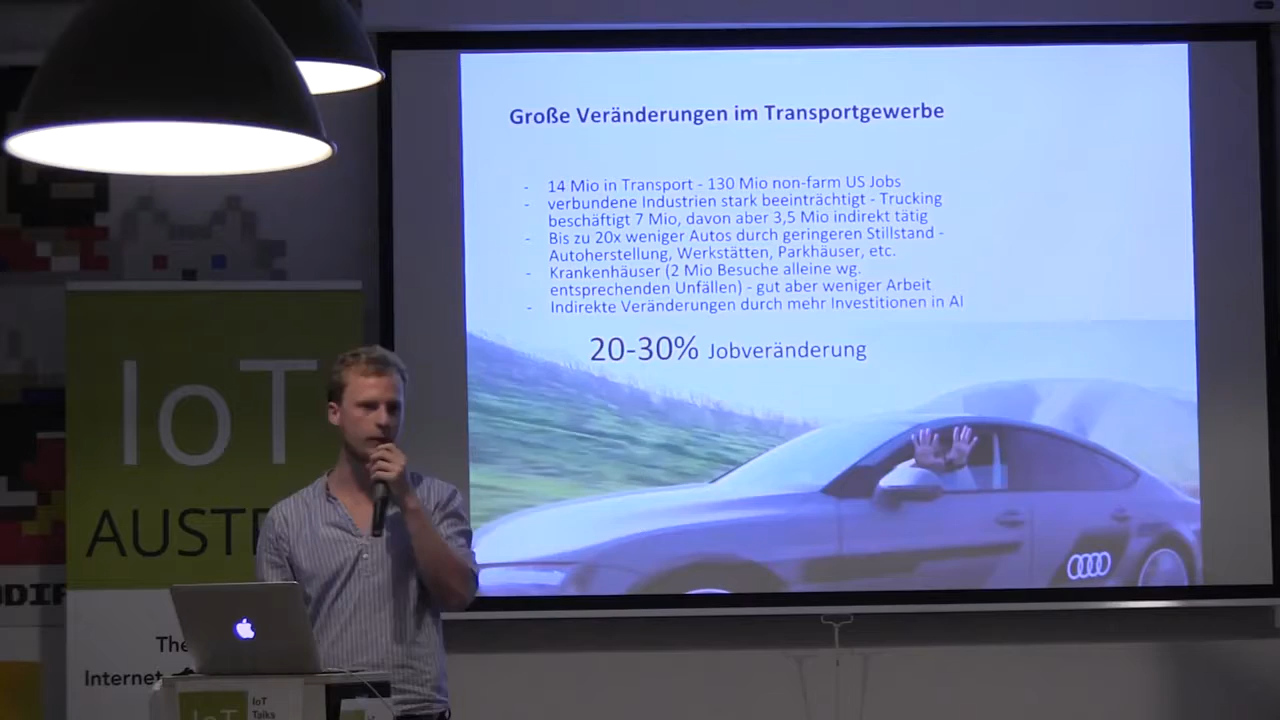 Große Veränderungen im Transportgewerbe
- 14 Mio in Transport - 130 Mio non-farm US Jobs
- verbundene Industrien stark beeinträchtigt - Trucking
beschäftigt 7 Mio, davon aber 3,5 Mio indirekt tätig
- Bis zu 20x weniger Autos durch geringeren Stillstand -
Autoherstellung, Werkstätten, Parkhäuser, etc.
- Krankenhäuser (2 Mio Besuche alleine wg.
entsprechenden Unfällen) - gut aber weniger Arbeit
- Indirekte Veränderungen durch mehr Investitionen in AI
20-30% Jobveränderung
IoT
AUSTR
The
Internet
IoT
IoT
Talks